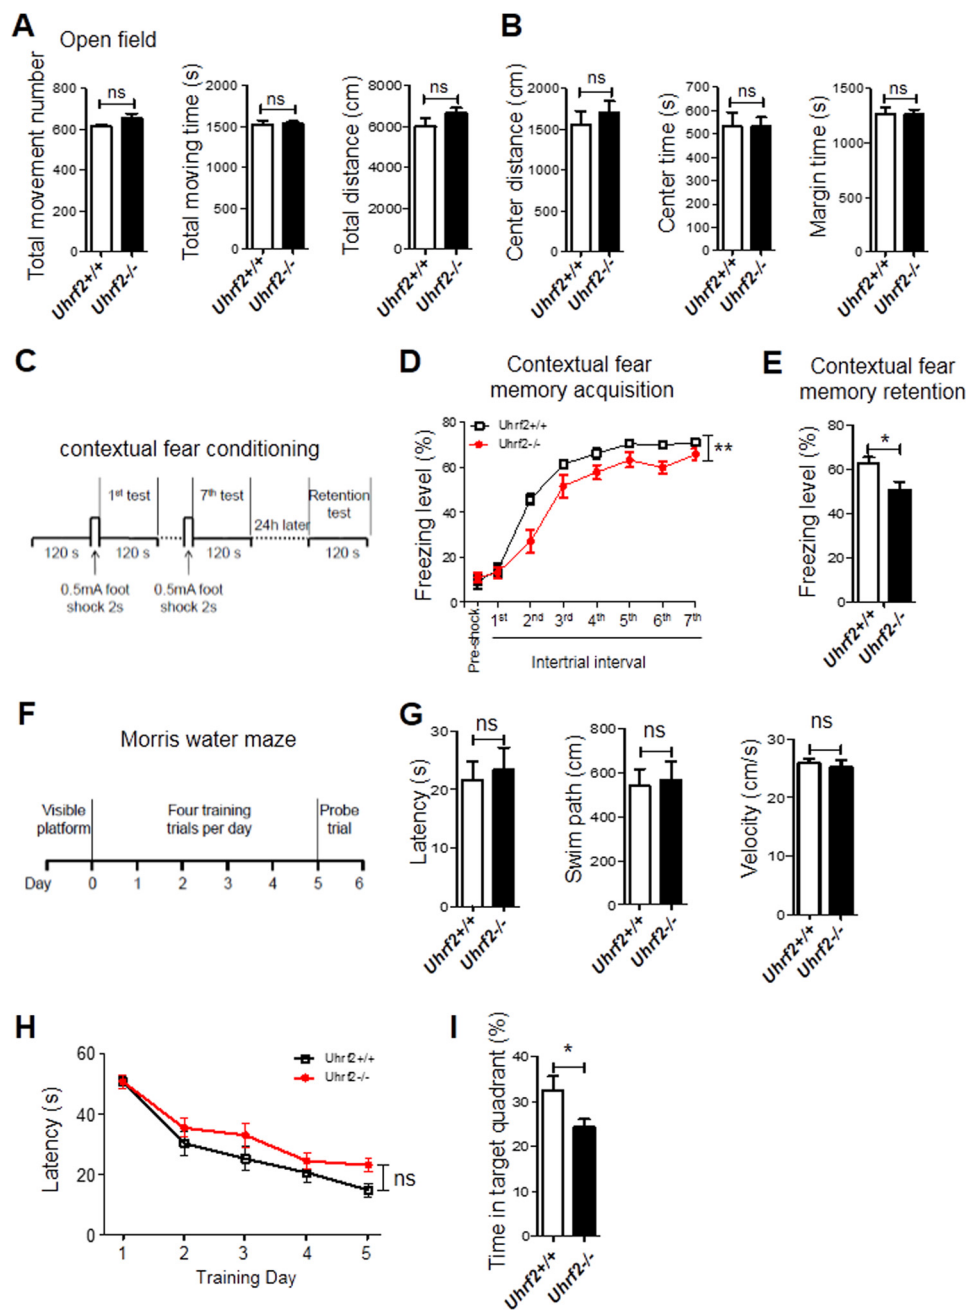 A
Open field
Total movement number
800
600
400
200
0
ns
Uhrf2+/+
Uhrf2-/-
Total moving time (s)
2000
1500
1000
500
0
ns
Uhrf2+/+
Uhrf2-/-
Total distance (cm)
8000
6000
4000
2000
0
ns
Uhrf2+/+
Uhrf2-/-
B
Center distance (cm)
2000
1500
1000
500
0
ns
Uhrf2+/+
Uhrf2-/-
Center time (s)
700
600
500
400
300
200
100
0
ns
Uhrf2+/+
Uhrf2-/-
Margin time (s)
1500
1000
500
0
ns
Uhrf2+/+
Uhrf2-/-
C
contextual fear conditioning
1st test
7th test
Retention
test
24h later
120 s
120 s
120 s
120 s
0.5mA foot
shock 2s
0.5mA foot
shock 2s
D
Contextual fear
memory acquisition
Freezing level (%)
80
60
40
20
0
Uhrf2+/+
Uhrf2-/-
**
Pre-shock
1st
2nd
3rd
4th
5th
6th
7th
Intertrial interval
E
Contextual fear
memory retention
Freezing level (%)
80
60
40
20
0
*
Uhrf2+/+
Uhrf2-/-
F
Morris water maze
Visible
platform
Four training
trials per day
Probe
trial
Day
0
1
2
3
4
5
6
G
Latency (s)
30
20
10
0
ns
Uhrf2+/+
Uhrf2-/-
Swim path (cm)
800
600
400
200
0
ns
Uhrf2+/+
Uhrf2-/-
Velocity (cm/s)
30
20
10
0
ns
Uhrf2+/+
Uhrf2-/-
H
Latency (s)
60
40
20
0
Uhrf2+/+
Uhrf2-/-
ns
1
2
3
4
5
Training Day
I
Time in target quadrant (%)
40
30
20
10
0
*
Uhrf2+/+
Uhrf2-/-